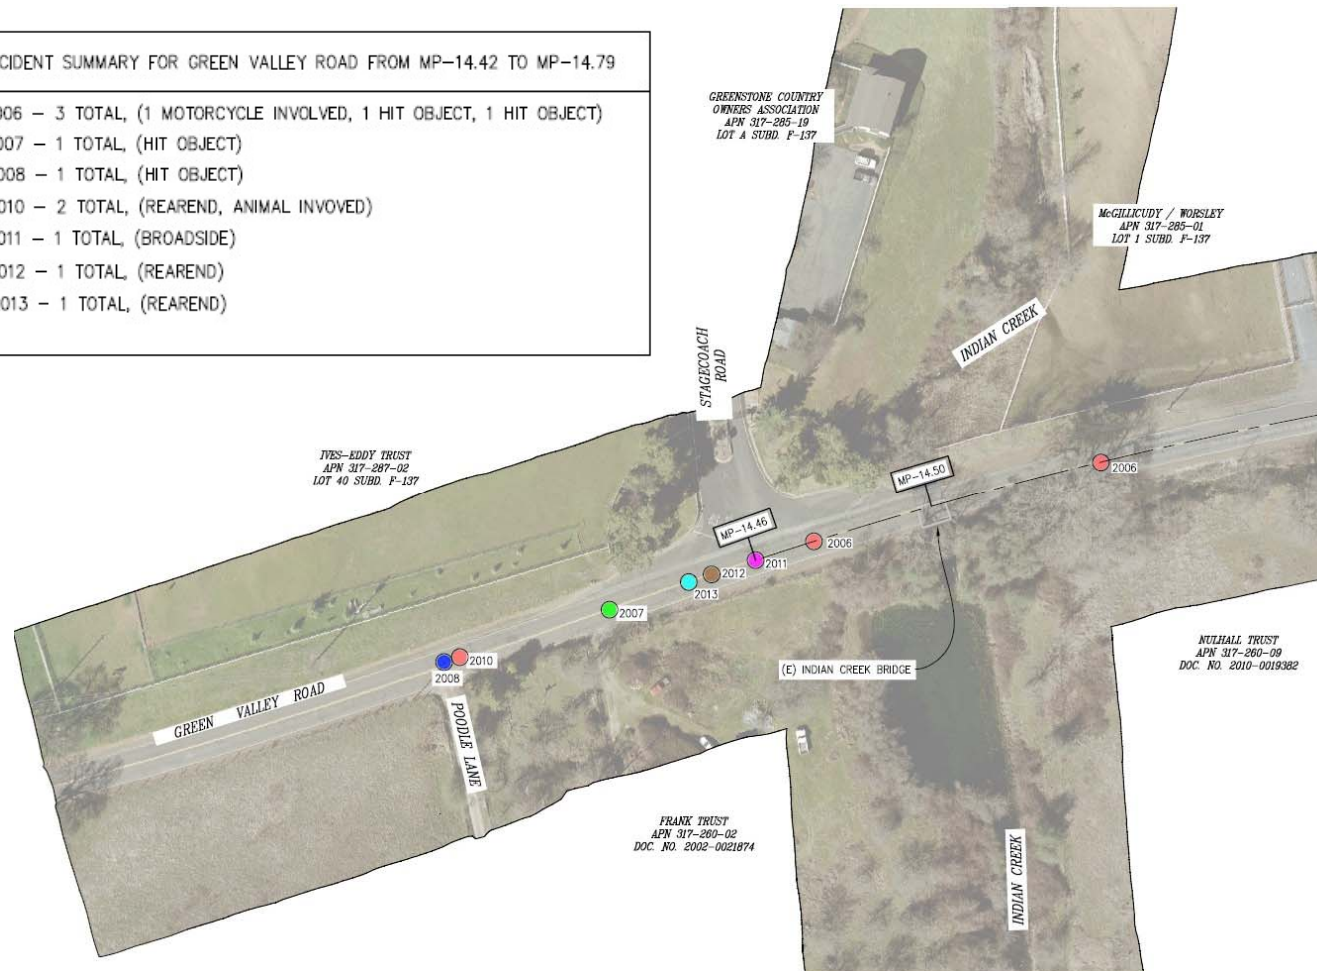 CIDENT SUMMARY FOR GREEN VALLEY ROAD FROM MP-14.42 TO MP-14.79
006 - 3 TOTAL, (1 MOTORCYCLE INVOLVED, 1 HIT OBJECT, 1 HIT OBJECT)
007 - 1 TOTAL, (HIT OBJECT)
008 - 1 TOTAL, (HIT OBJECT)
010 - 2 TOTAL, (REAREND, ANIMAL INVOVED)
011 - 1 TOTAL, (BROADSIDE)
012 - 1 TOTAL, (REAREND)
013 - 1 TOTAL, (REAREND)
GREENSTONE COUNTRY
OWNERS ASSOCIATION
APN 317-285-19
LOT A SUBD. F-137
McGILLICUDY / WORSLEY
APN 317-285-01
LOT 1 SUBD. F-137
INDIAN CREEK
STAGECOACH
ROAD
IVES-EDDY TRUST
APN 317-287-02
LOT 40 SUBD. F-137
MP-14.50
2006
MP-14.46
2006
2011
2012
2013
2007
2010
2008
(E) INDIAN CREEK BRIDGE
NULHALL TRUST
APN 317-260-09
DOC. NO. 2010-0019382
GREEN VALLEY ROAD
POODLE LANE
FRANK TRUST
APN 317-260-02
DOC. NO. 2002-0021874
INDIAN CREEK